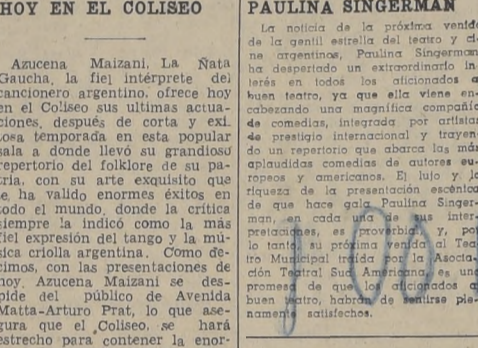 HOY EN EL COLISEO
Azucena Maizani, La Ñata
Gaucha, la fiel intérprete del
cancionero argentino, ofrece hoy
en el Coliseo sus ultimas actua-
ciones, después de corta y exi
osa temporada en esta popular
sala a donde llevó su grandioso
repertorio del folklore de su pa-
tria, con su arte exquisito que
e ha valido enormes éxitos en
todo el mundo, donde la crítica
siempre la indicó como la más
fiel expresión del tango y la mú-
sica criolla argentina. Como de-
cimos, con las presentaciones de
hoy, Azucena Maizani se des-
pide del público de Avenida
Matta-Arturo Prat, lo que ase-
gura que el Coliseo, se hará
estrecho para contener la enor-
PAULINA SINGERMAN
La noticia de la próxima venida
de la gentil estrella del teatro y ci-
ne argentinos, Paulina Singerman
ha despertado un extraordinario in-
terés en todos los aficionados a
buen teatro, ya que ella viene en-
cabezando una magnífica compañía
de comedias, integrada por artistas
de prestigio internacional y trayen-
do un repertorio que abarca las más
aplaudidas comedias de autores eu-
ropeos y americanos. El lujo y la
riqueza de la presentación escénica
de que hace gala Paulina Singer-
man, en cada una de sus inter-
pretaciones, es proverbial y, por
lo tanto, su próxima venida al Tea-
tro Municipal traída por la Asocia-
ción Teatral Sud Americana, es una
promesa de que los aficionados a
buen teatro, habrán de sentirse ple-
namente satisfechos.